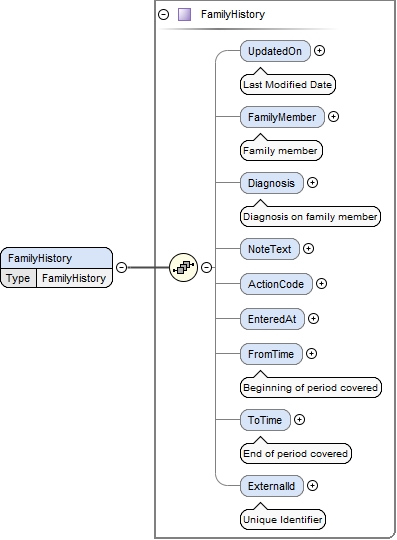 FamilyHistory
UpdatedOn
Last Modified Date
FamilyMember
Family member
Diagnosis
Diagnosis on family member
FamilyHistory
Type FamilyHistory
NoteText
ActionCode
EnteredAt
FromTime
Beginning of period covered
ToTime
End of period covered
ExternalId
Unique Identifier